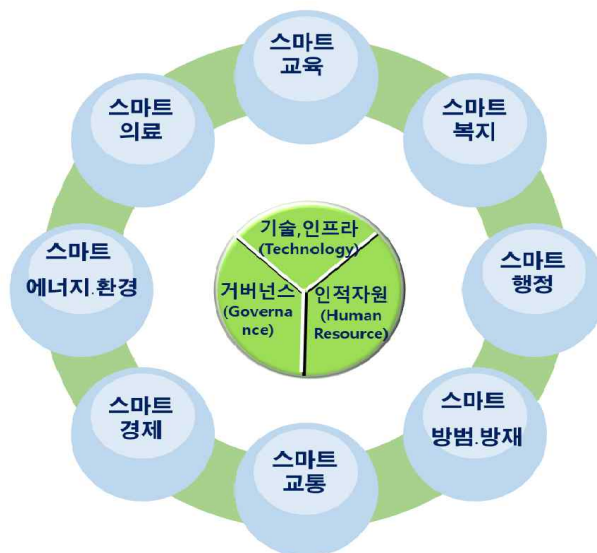 스마트
교육
스마트
의료
스마트
복지
기술,인프라
(Technology)
스마트
에너지.환경
거버넌스
(Governa
nce)
인적자원
(Human
Resource)
스마트
행정
스마트
경제
스마트
방범.방재
스마트
교통